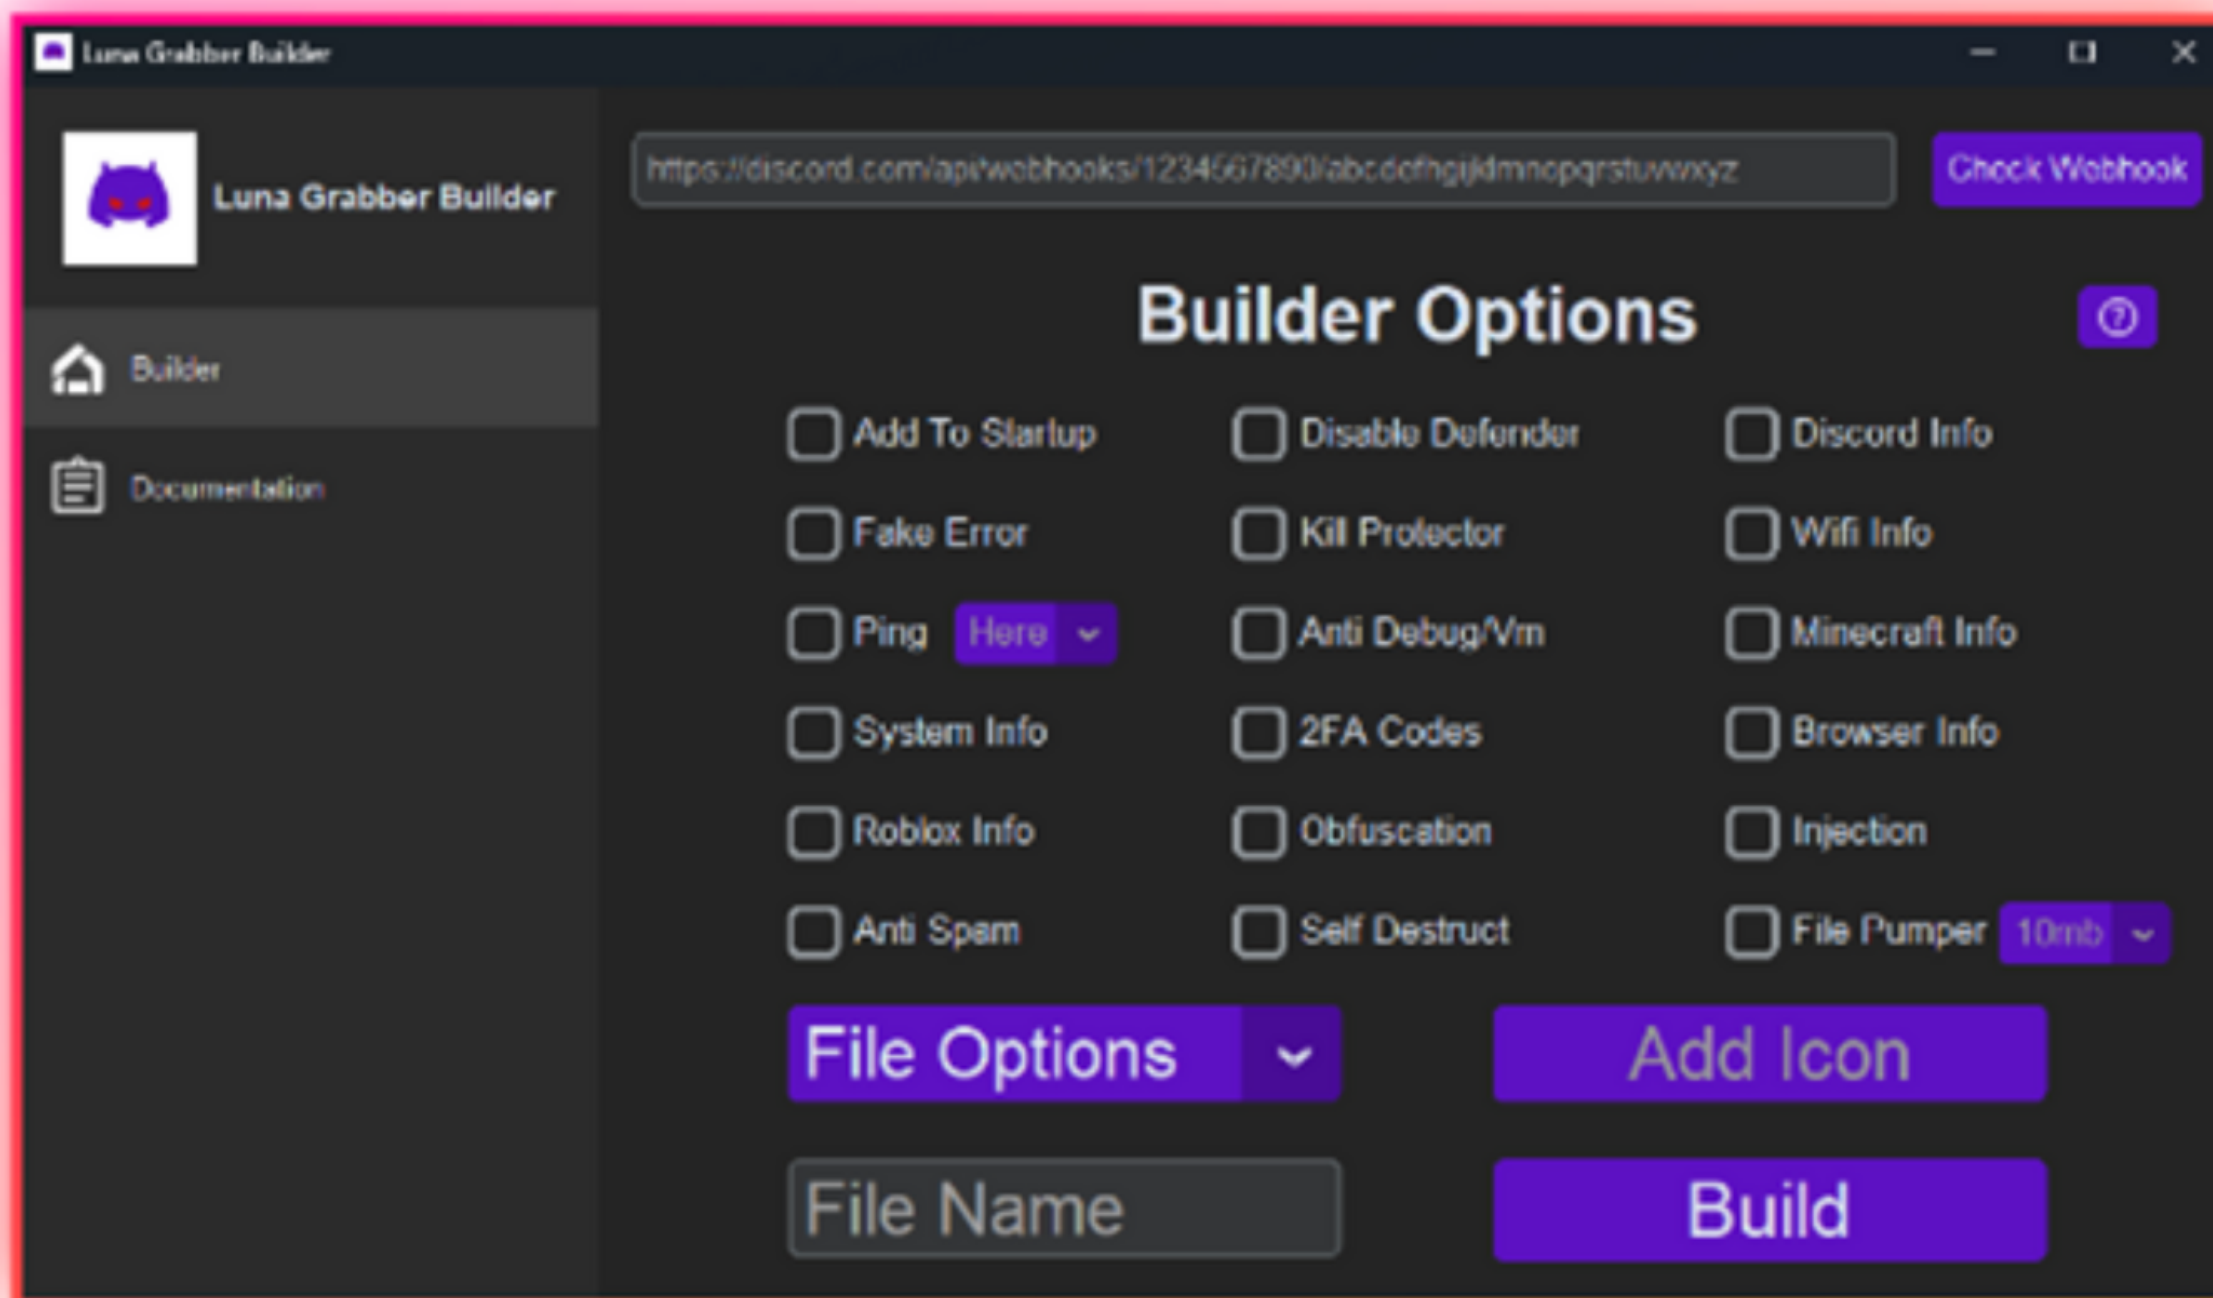 Luna Grabber Builder
Luna Grabber Builder
Builder
Documentation
https://discord.com/api/webhooks/1234567890/abcdefhgijklmnopqrstuvwxyz
Check Webhook
Builder Options
?
Add To Startup Disable Defender Discord Info
Fake Error Kill Protector Wifi Info
Ping Here Anti Debug/Vm Minecraft Info
System Info 2FA Codes Browser Info
Roblox Info Obfuscation Injection
Anti Spam Self Destruct File Pumper 10mb
File Options Add Icon
File Name Build